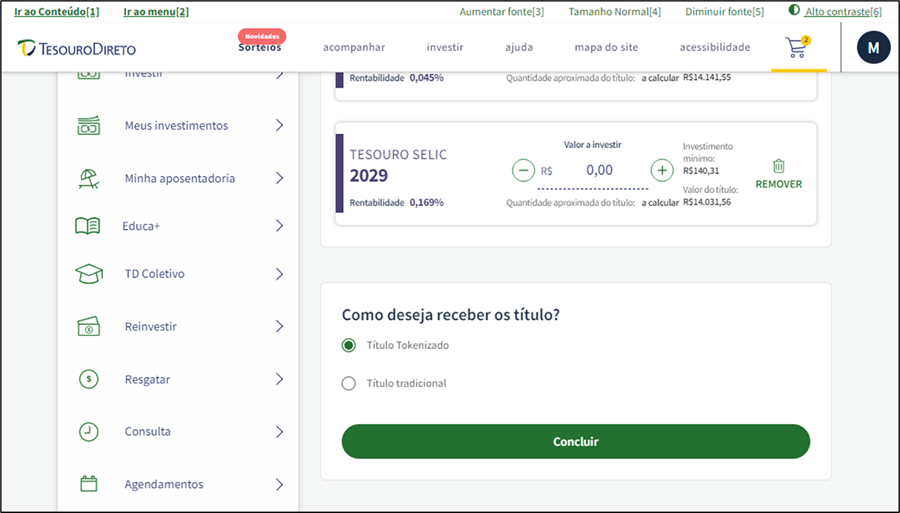 Ir ao Conteúdo[1] Ir ao menu[2] Aumentar fonte[3] Tamanho Normal[4] Diminuir fonte[5] Alto contraste[6]
Novidades
TESOURODIRETO Sorteios acompanhar investir ajuda mapa do site acessibilidade 2 M
Investir
Meus investimentos
Minha aposentadoria
Educa+
TD Coletivo
Reinvestir
Resgatar
Consulta
Agendamentos
Rentabilidade 0,045% Quantidade aproximada do título: a calcular R$14.141,55
TESOURO SELIC
2029
Rentabilidade 0,169%
Valor a investir
R$ 0,00
Quantidade aproximada do título: a calcular
Investimento
mínimo:
R$140,31
Valor do título:
R$14.031,56
REMOVER
Como deseja receber os título?
Título Tokenizado
Título tradicional
Concluir